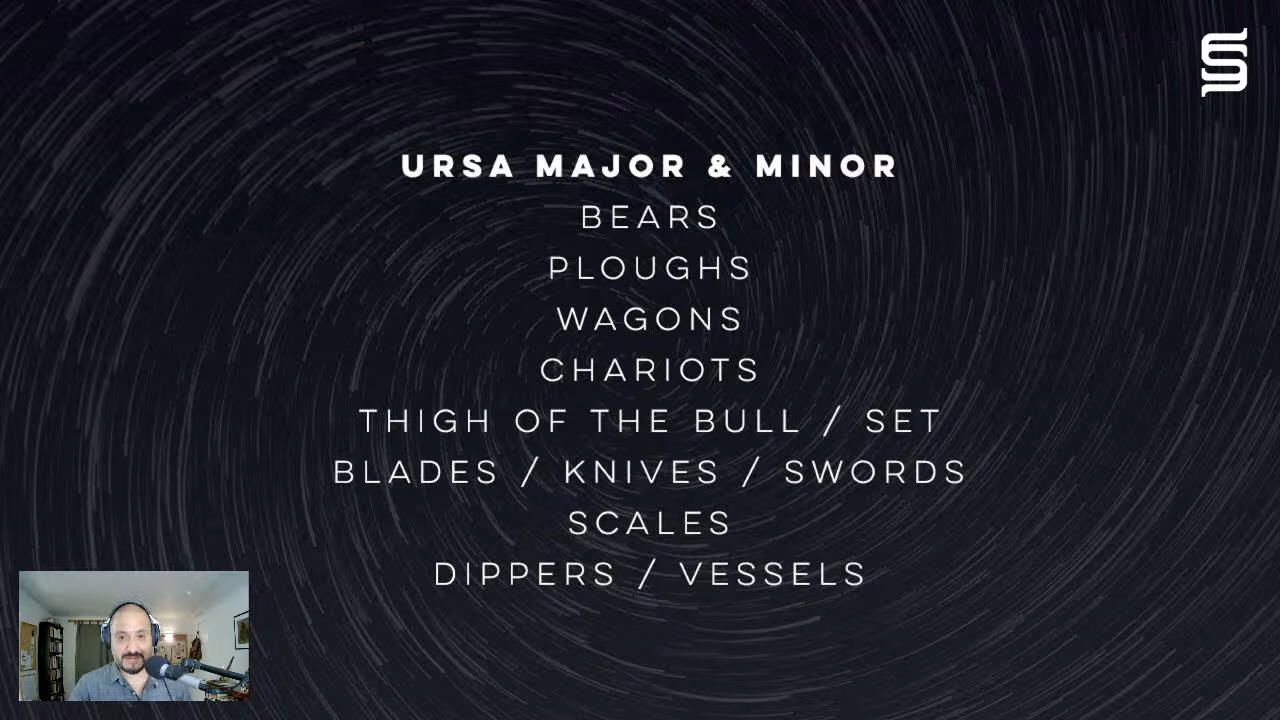 URSA MAJOR & MINOR
BEARS
PLOUGHS
WAGONS
CHARIOTS
THIGH OF THE BULL / SET
BLADES / KNIVES / SWORDS
SCALES
DIPPERS / VESSELS